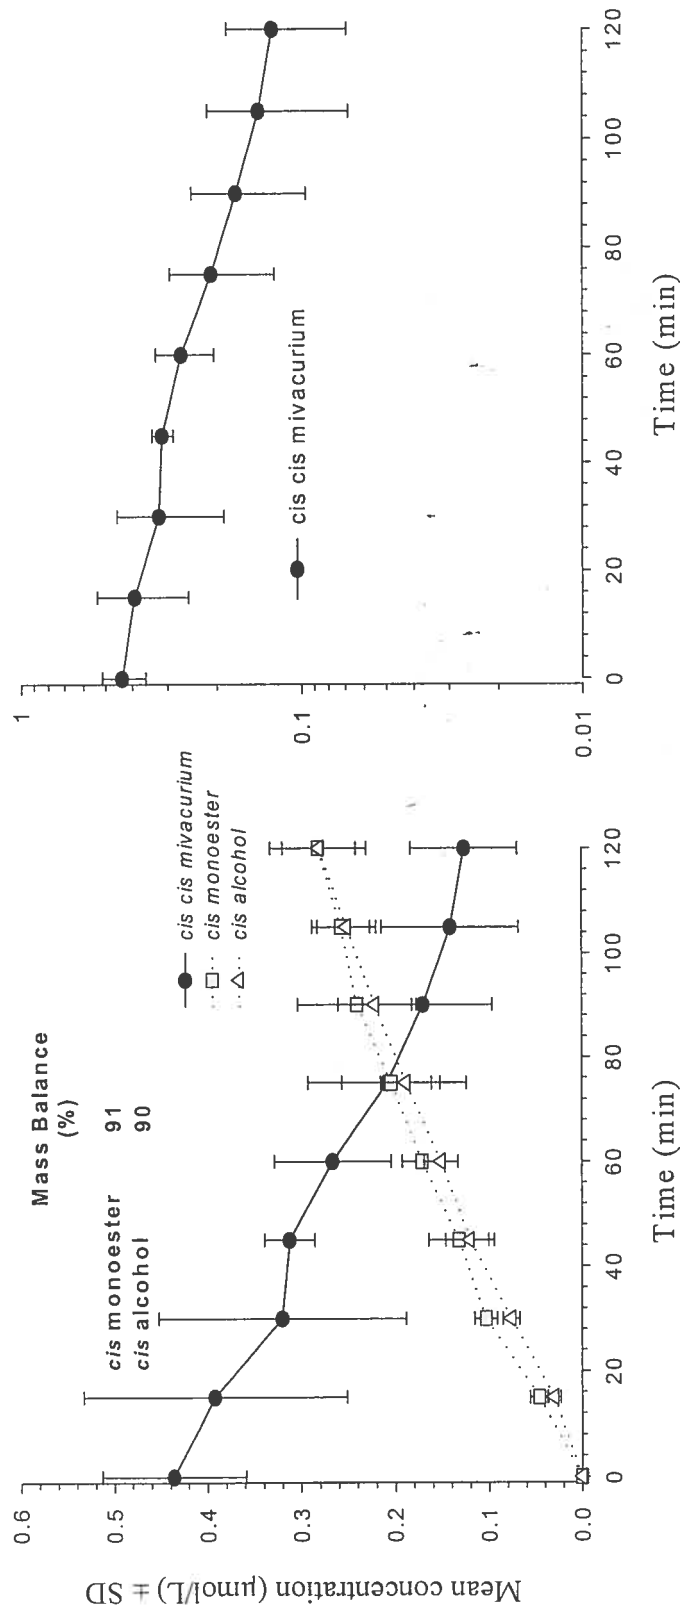 Mean concentration (µmol/L) ± SD
0.6
0.5
0.4
0.3
0.2
0.1
0.0
Mass Balance
(%)
cis monoester 91
cis alcohol 90
cis cis mivacurium
cis monoester
cis alcohol
0 20 40 60 80 100 120
Time (min)
1
0.1
0.01
cis cis mivacurium
0 20 40 60 80 100 120
Time (min)